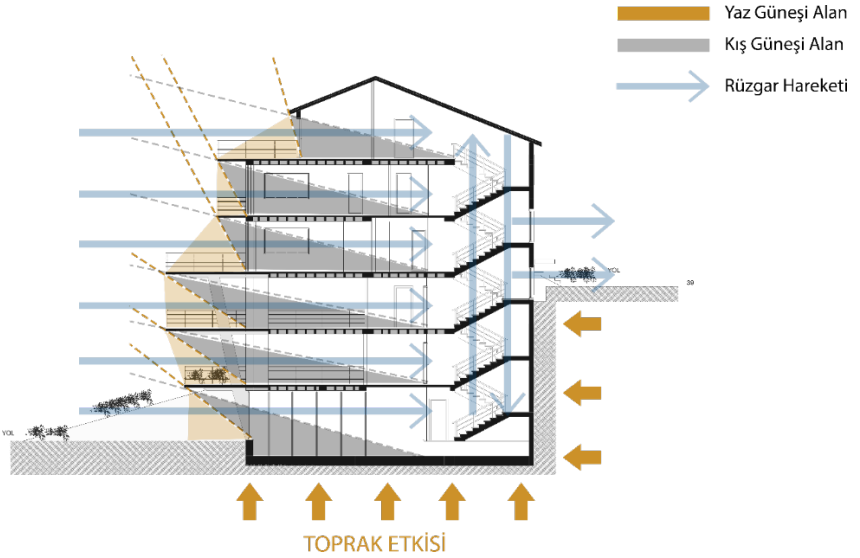 Yaz Güneşi Alan
Kış Güneşi Alan
Rüzgar Hareketi
YOL
39
YOL
TOPRAK ETKİSİ